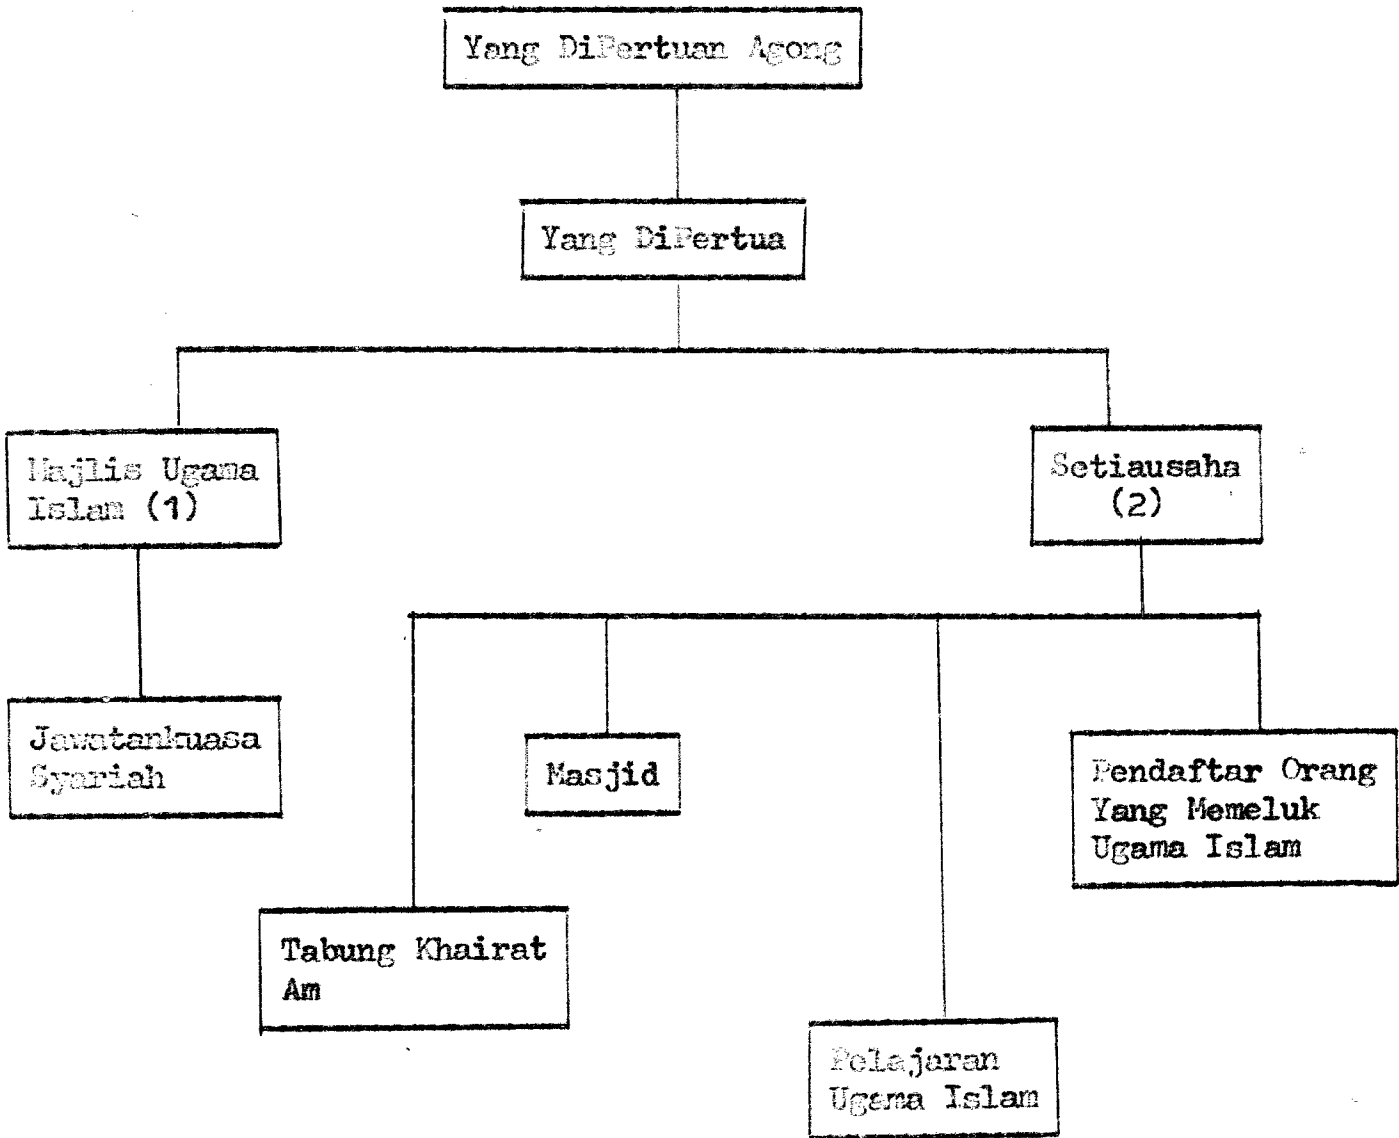 Yang DiPertuan Agong
Yang DiPertua
Majlis Ugama
Islam (1)
Setiausaha
(2)
Jawatankuasa
Syariah
Masjid
Pendaftar Orang
Yang Memeluk
Ugama Islam
Tabung Khairat
Am
Pelajaran
Ugama Islam